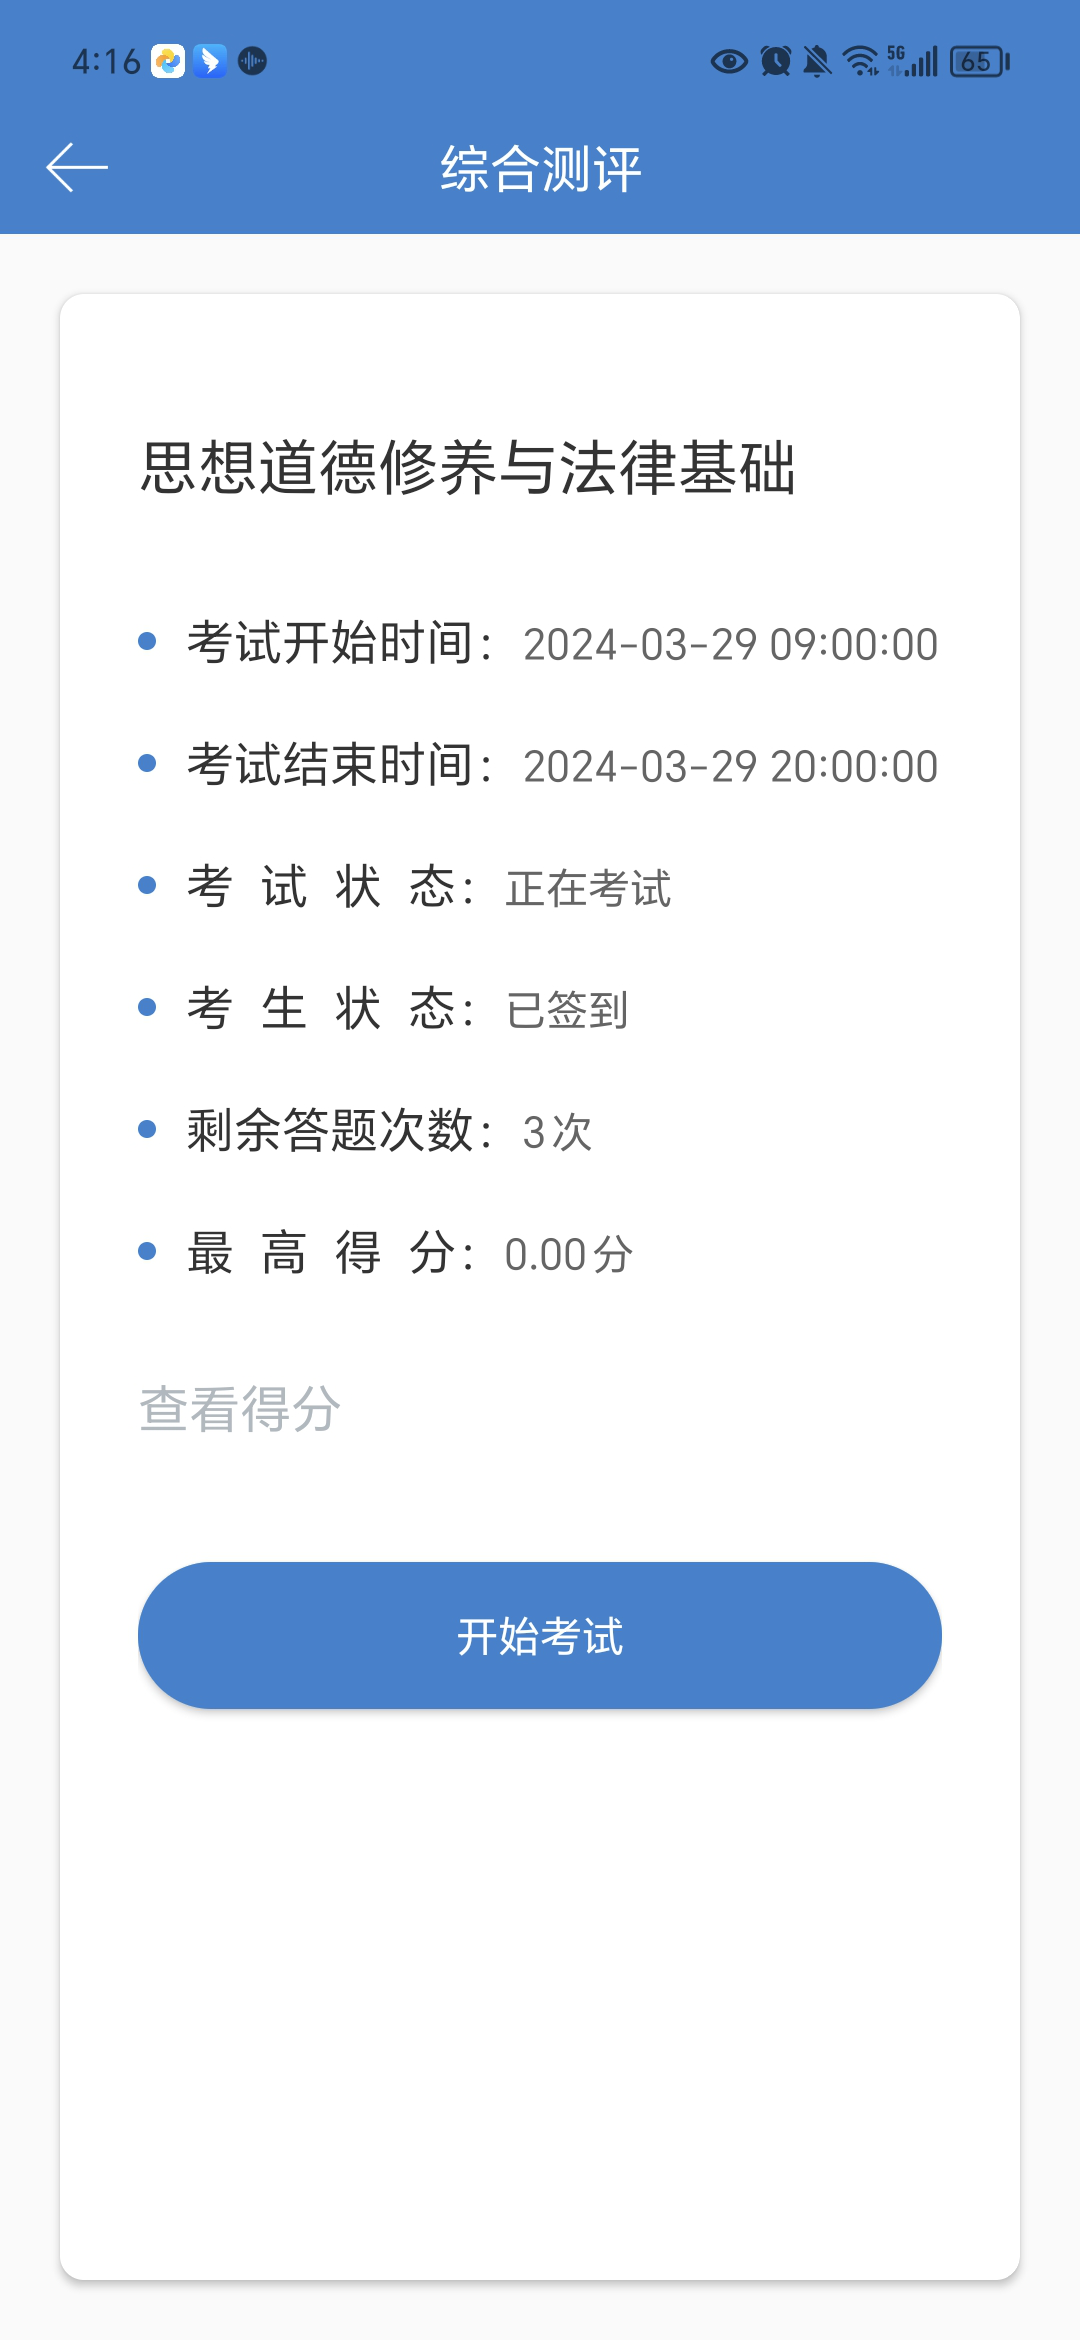 4:16
5G
65
综合测评
思想道德修养与法律基础
考试开始时间：2024-03-29 09:00:00
考试结束时间：2024-03-29 20:00:00
考试状态：正在考试
考生状态：已签到
剩余答题次数：3次
最高得分：0.00分
查看得分
开始考试